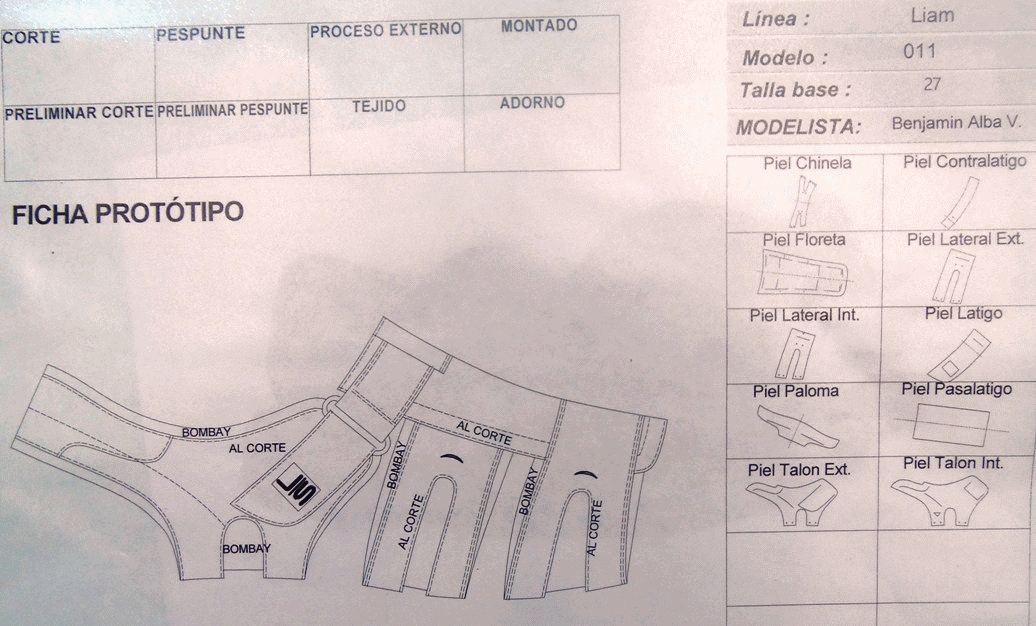 CORTE PESPUNTE PROCESO EXTERNO MONTADO
PRELIMINAR CORTE PRELIMINAR PESPUNTE TEJIDO ADORNO
FICHA PROTÓTIPO
Línea : Liam
Modelo : 011
Talla base : 27
MODELISTA: Benjamin Alba V.
Piel Chinela Piel Contralatigo
Piel Floreta Piel Lateral Ext.
Piel Lateral Int. Piel Latigo
Piel Paloma Piel Pasalatigo
Piel Talon Ext. Piel Talon Int.
BOMBAY
AL CORTE
BOMBAY
BOMBAY
AL CORTE
AL CORTE
BOMBAY
AL CORTE